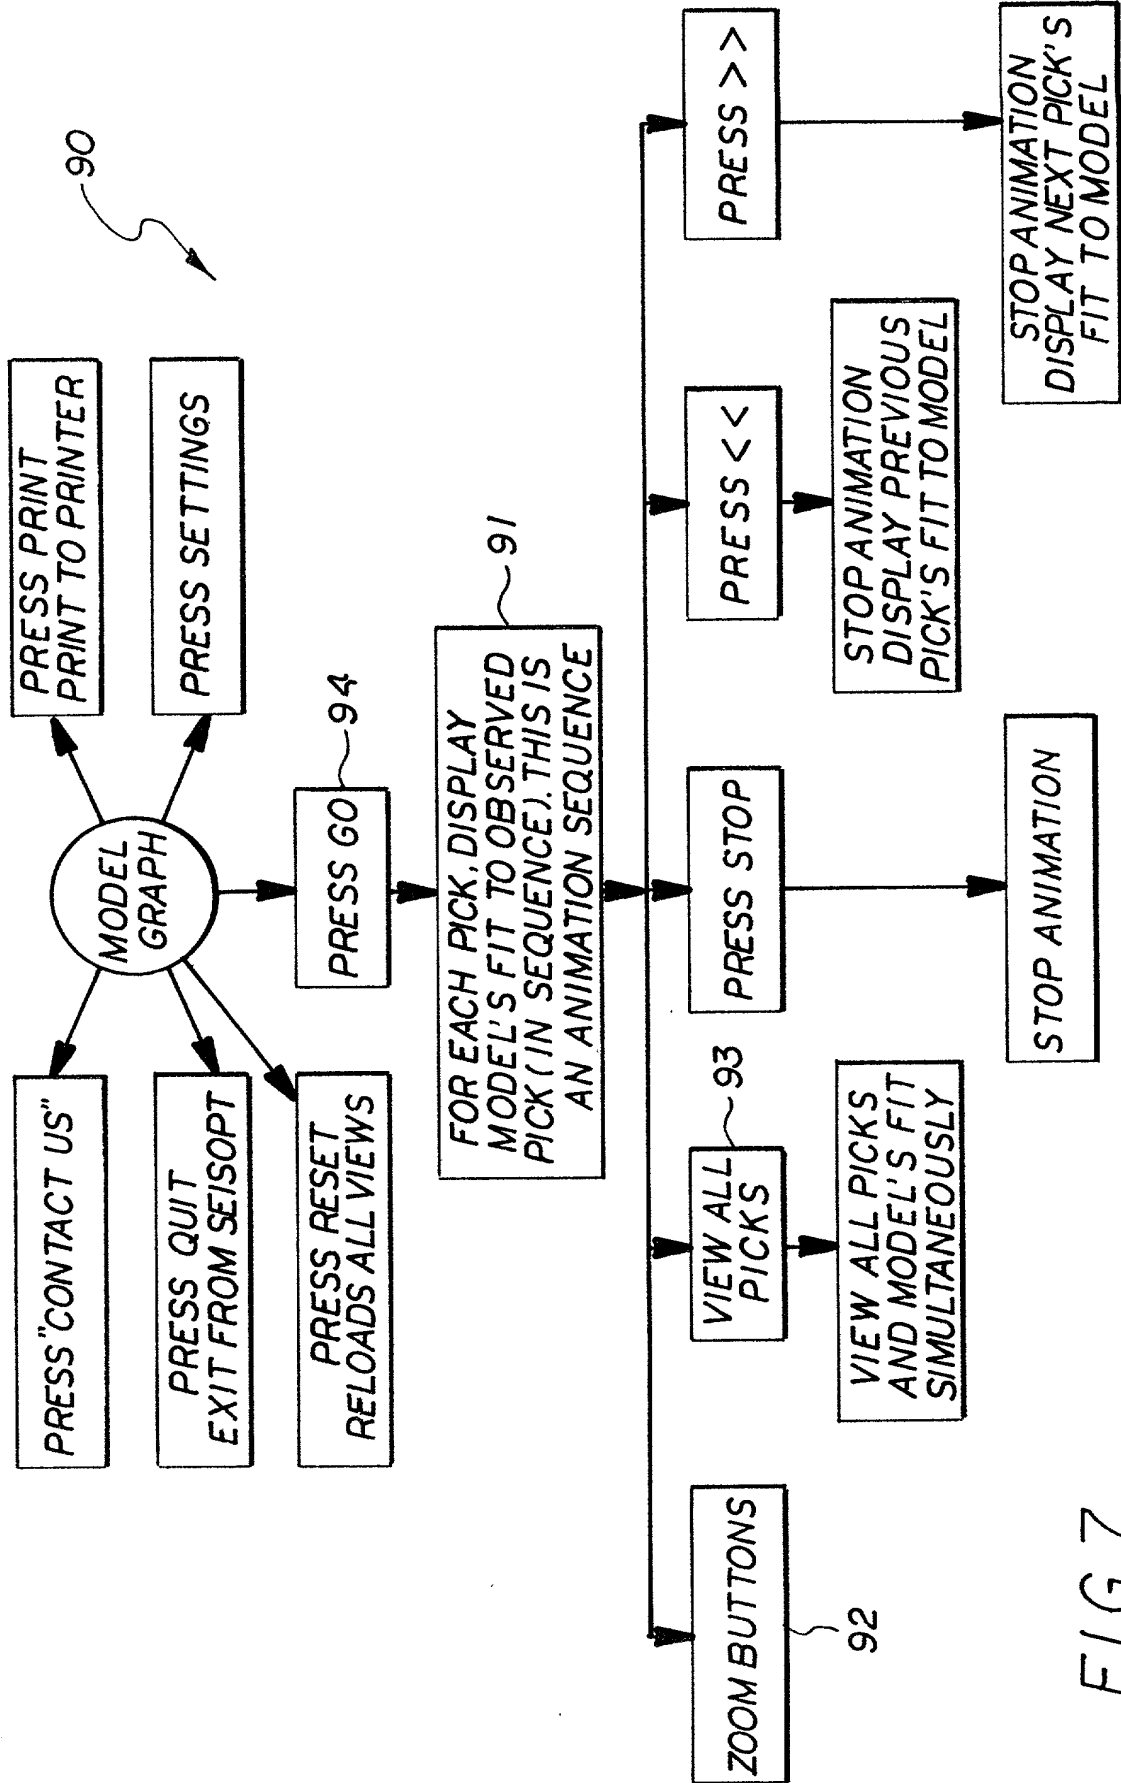 90
PRESS "CONTACT US"
PRESS PRINT
PRINT TO PRINTER
MODEL
GRAPH
PRESS QUIT
EXIT FROM SEISOPT
PRESS SETTINGS
PRESS RESET
RELOADS ALL VIEWS
PRESS GO
94
FOR EACH PICK, DISPLAY
MODEL'S FIT TO OBSERVED
PICK (IN SEQUENCE). THIS IS
AN ANIMATION SEQUENCE
91
ZOOM BUTTONS
92
VIEW ALL
PICKS
93
PRESS STOP
PRESS <<
PRESS >>
VIEW ALL PICKS
AND MODEL'S FIT
SIMULTANEOUSLY
STOP ANIMATION
DISPLAY PREVIOUS
PICK'S FIT TO MODEL
STOP ANIMATION
STOP ANIMATION
DISPLAY NEXT PICK'S
FIT TO MODEL
FIG 7